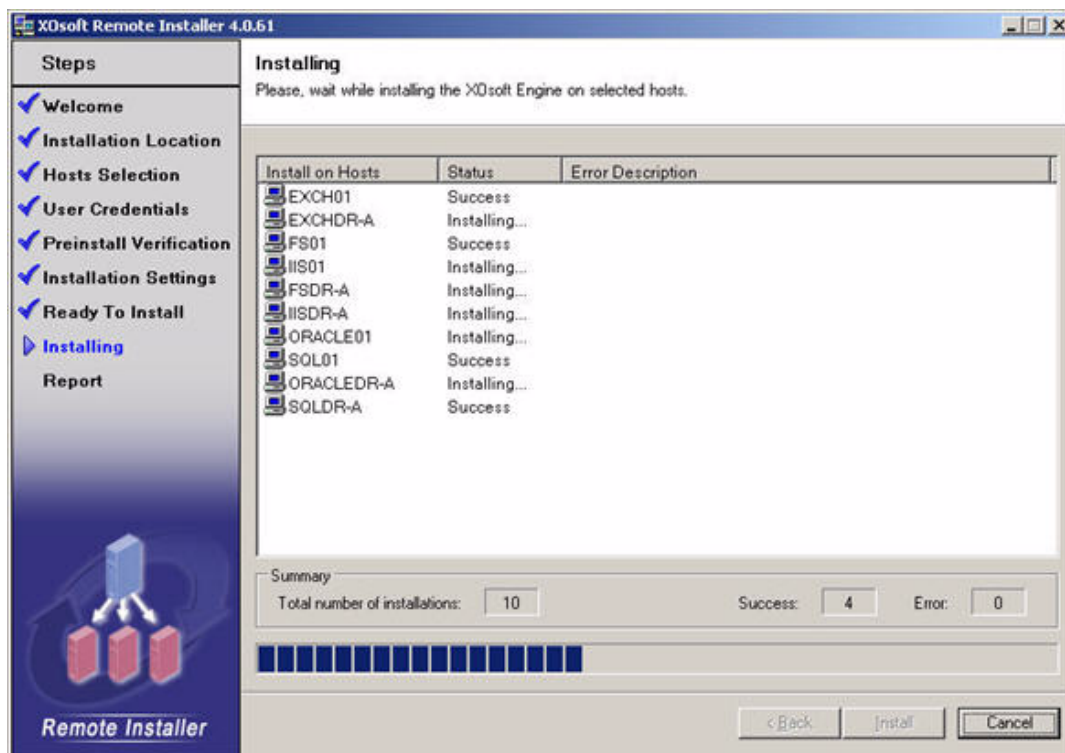 XOsoft Remote Installer 4.0.61
Steps
Welcome
Installation Location
Hosts Selection
User Credentials
Preinstall Verification
Installation Settings
Ready To Install
Installing
Report
Remote Installer
Installing
Please, wait while installing the XOsoft Engine on selected hosts.
Install on Hosts Status Error Description
EXCH01 Success
EXCHDR-A Installing...
FS01 Success
IIS01 Installing...
FSDR-A Installing...
IISDR-A Installing...
ORACLE01 Installing...
SQL01 Success
ORACLEDR-A Installing...
SQLDR-A Success
Summary
Total number of installations: 10 Success: 4 Error: 0
< Back Install Cancel